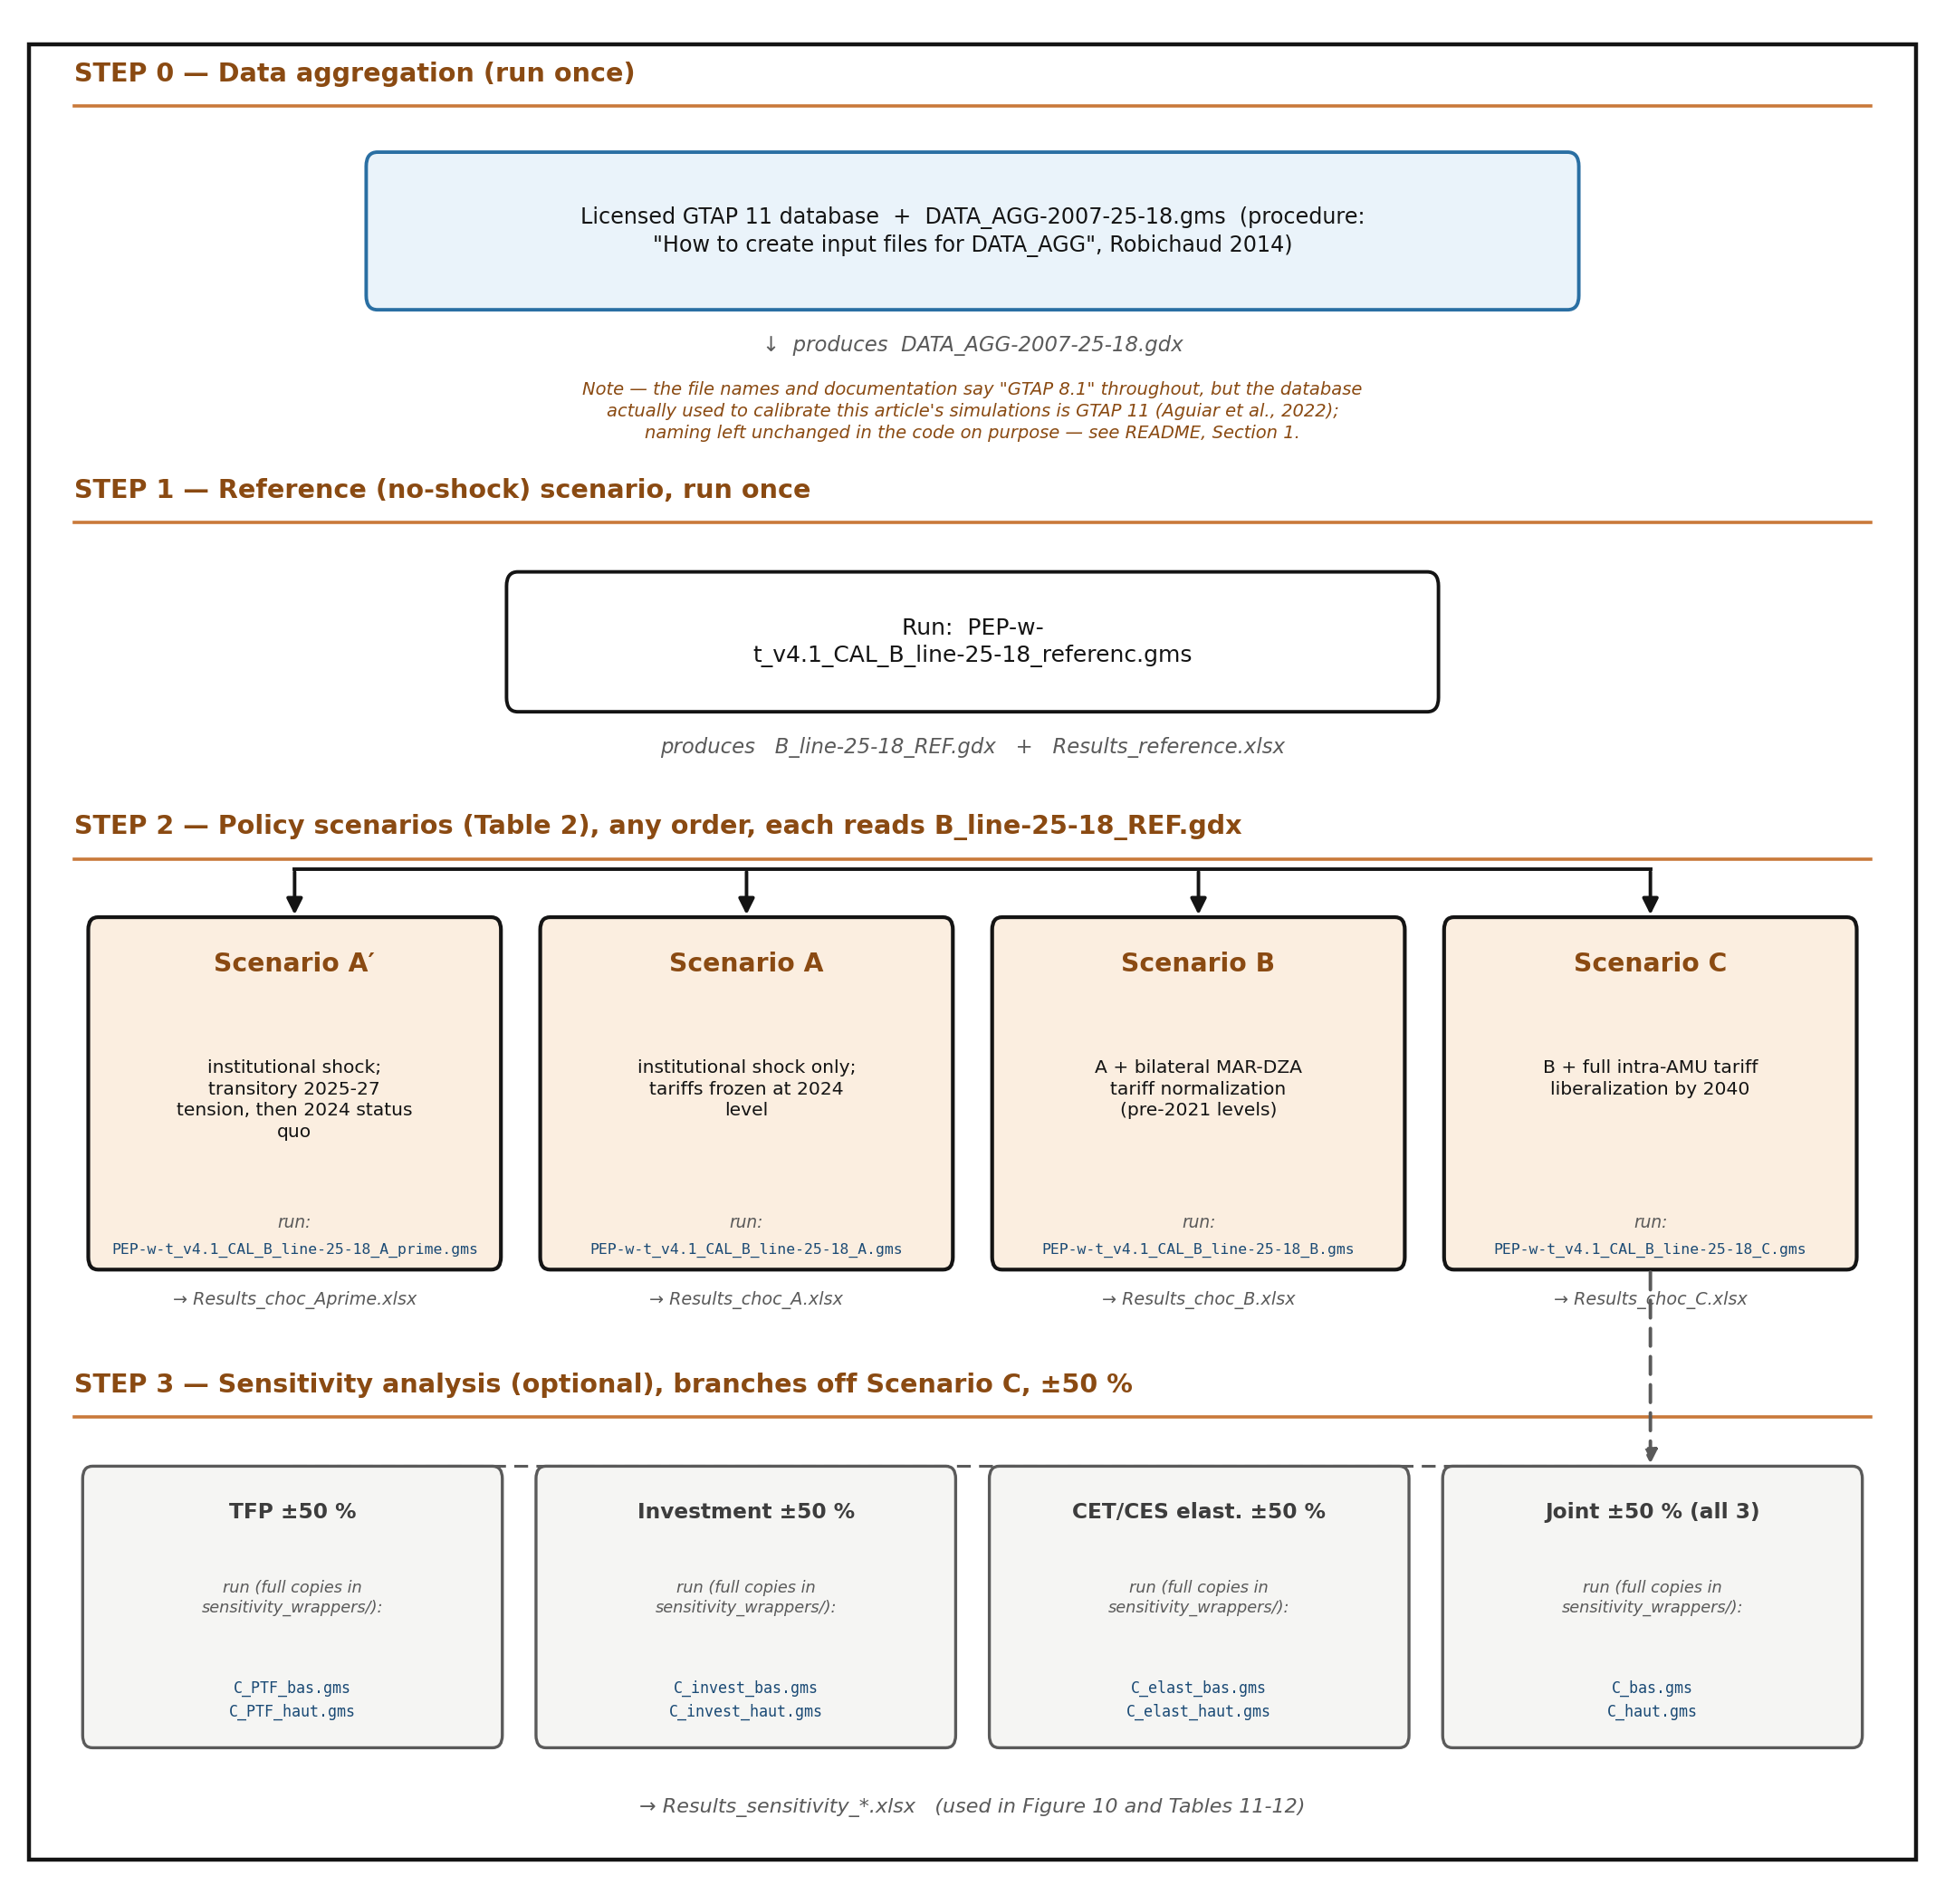 STEP 0 — Data aggregation (run once)
Licensed GTAP 11 database + DATA_AGG-2007-25-18.gms (procedure:
"How to create input files for DATA_AGG", Robichaud 2014)
↓ produces DATA_AGG-2007-25-18.gdx
Note — the file names and documentation say "GTAP 8.1" throughout, but the database
actually used to calibrate this article's simulations is GTAP 11 (Aguiar et al., 2022);
naming left unchanged in the code on purpose — see README, Section 1.
STEP 1 — Reference (no-shock) scenario, run once
Run: PEP-w-
t_v4.1_CAL_B_line-25-18_referenc.gms
produces B_line-25-18_REF.gdx + Results_reference.xlsx
STEP 2 — Policy scenarios (Table 2), any order, each reads B_line-25-18_REF.gdx
Scenario A′
institutional shock;
transitory 2025-27
tension, then 2024 status
quo
run:
PEP-w-t_v4.1_CAL_B_line-25-18_A_prime.gms
→ Results_choc_Aprime.xlsx
Scenario A
institutional shock only;
tariffs frozen at 2024
level
run:
PEP-w-t_v4.1_CAL_B_line-25-18_A.gms
→ Results_choc_A.xlsx
Scenario B
A + bilateral MAR-DZA
tariff normalization
(pre-2021 levels)
run:
PEP-w-t_v4.1_CAL_B_line-25-18_B.gms
→ Results_choc_B.xlsx
Scenario C
B + full intra-AMU tariff
liberalization by 2040
run:
PEP-w-t_v4.1_CAL_B_line-25-18_C.gms
→ Results_choc_C.xlsx
STEP 3 — Sensitivity analysis (optional), branches off Scenario C, ±50 %
TFP ±50 %
run (full copies in
sensitivity_wrappers/):
C_PTF_bas.gms
C_PTF_haut.gms
Investment ±50 %
run (full copies in
sensitivity_wrappers/):
C_invest_bas.gms
C_invest_haut.gms
CET/CES elast. ±50 %
run (full copies in
sensitivity_wrappers/):
C_elast_bas.gms
C_elast_haut.gms
Joint ±50 % (all 3)
run (full copies in
sensitivity_wrappers/):
C_bas.gms
C_haut.gms
→ Results_sensitivity_*.xlsx (used in Figure 10 and Tables 11-12)